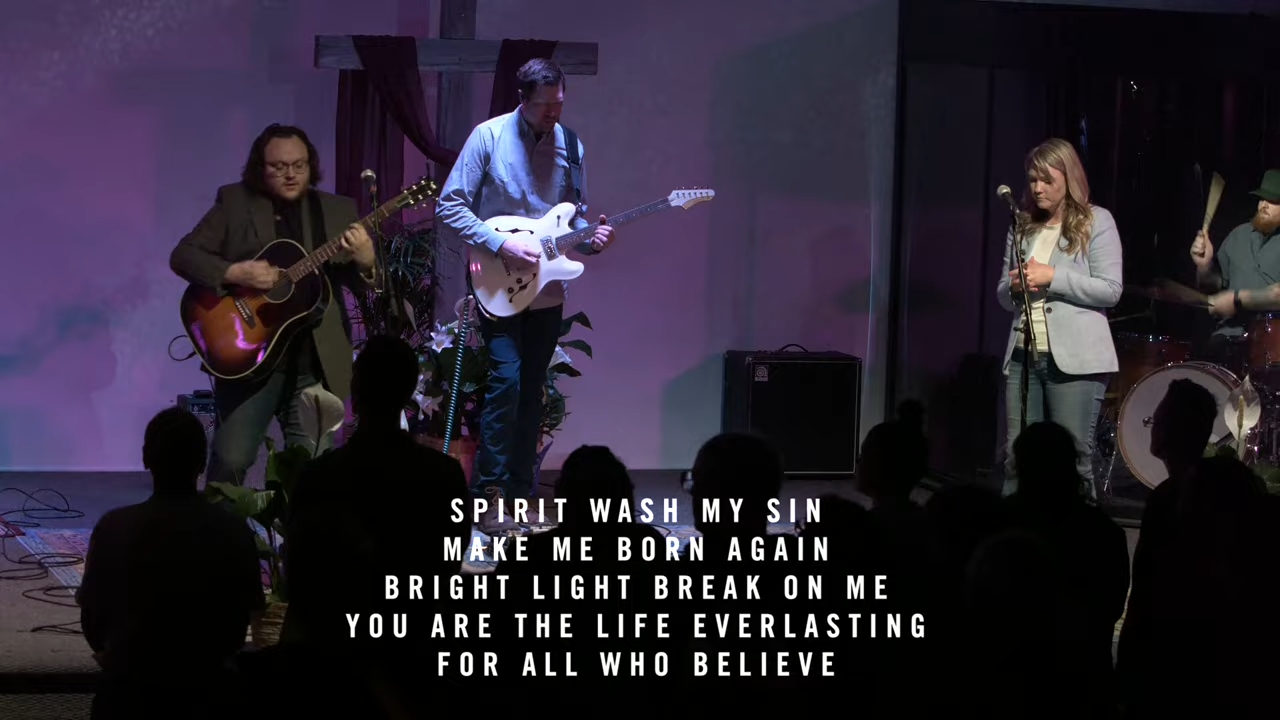 SPIRIT WASH MY SIN
MAKE ME BORN AGAIN
BRIGHT LIGHT BREAK ON ME
YOU ARE THE LIFE EVERLASTING
FOR ALL WHO BELIEVE